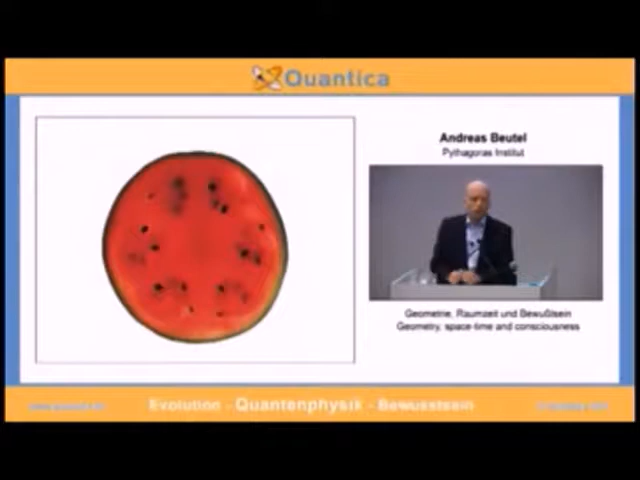 Quantica
Andreas Beutel
Pythagoras Institut
Geometrie, Raumzeit und Bewußtsein
Geometry, space-time and consciousness
Evolution - Quantenphysik - Bewusstsein